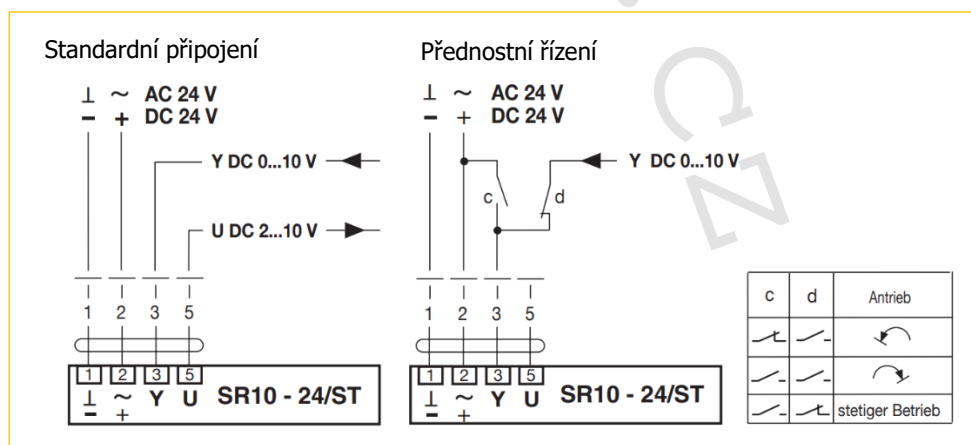 Standardní připojení
⊥ ~ AC 24 V
– + DC 24 V
Y DC 0...10 V
U DC 2...10 V
1 2 3 5
1 2 3 5
⊥ ~ Y U SR10 - 24/ST
– +
Přednostní řízení
⊥ ~ AC 24 V
– + DC 24 V
Y DC 0...10 V
c d
1 2 3 5
1 2 3 5
⊥ ~ Y U SR10 - 24/ST
– +
c d Antrieb
stetiger Betrieb
CZ